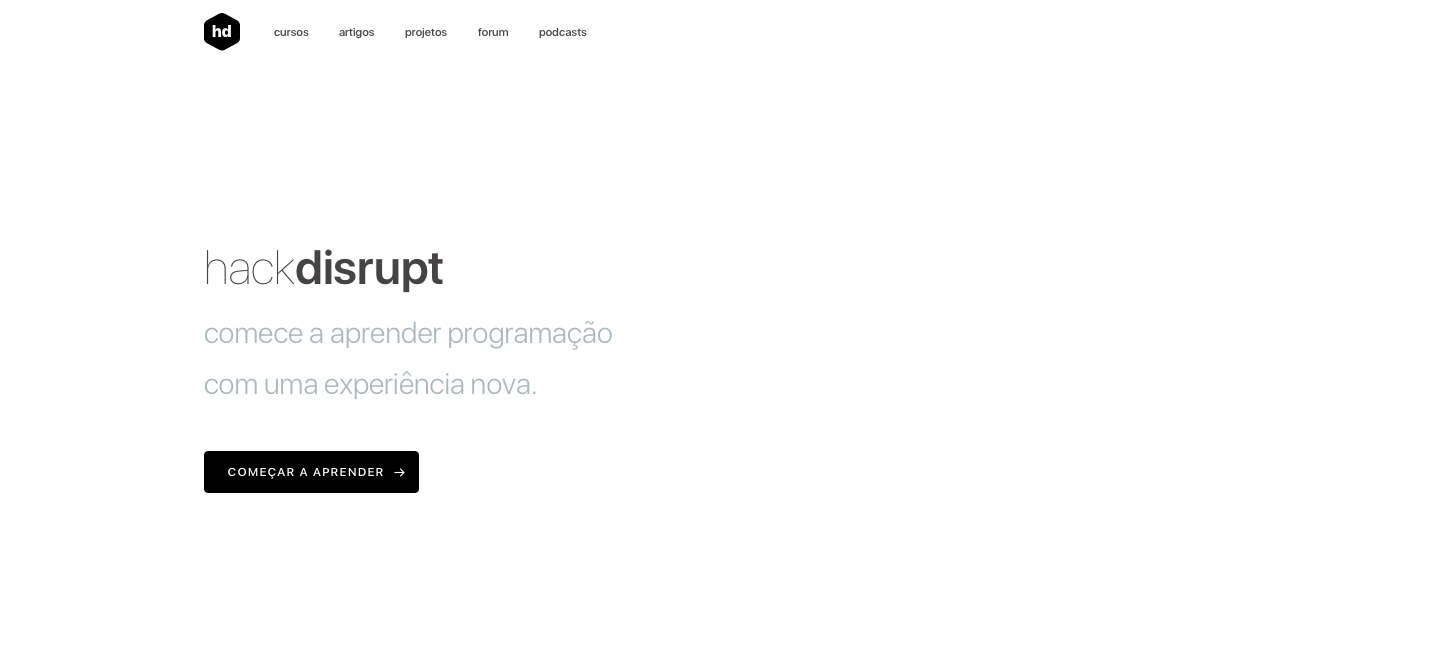 hd
cursos artigos projetos forum podcasts
hackdisrupt
comece a aprender programação
com uma experiência nova.
COMEÇAR A APRENDER →